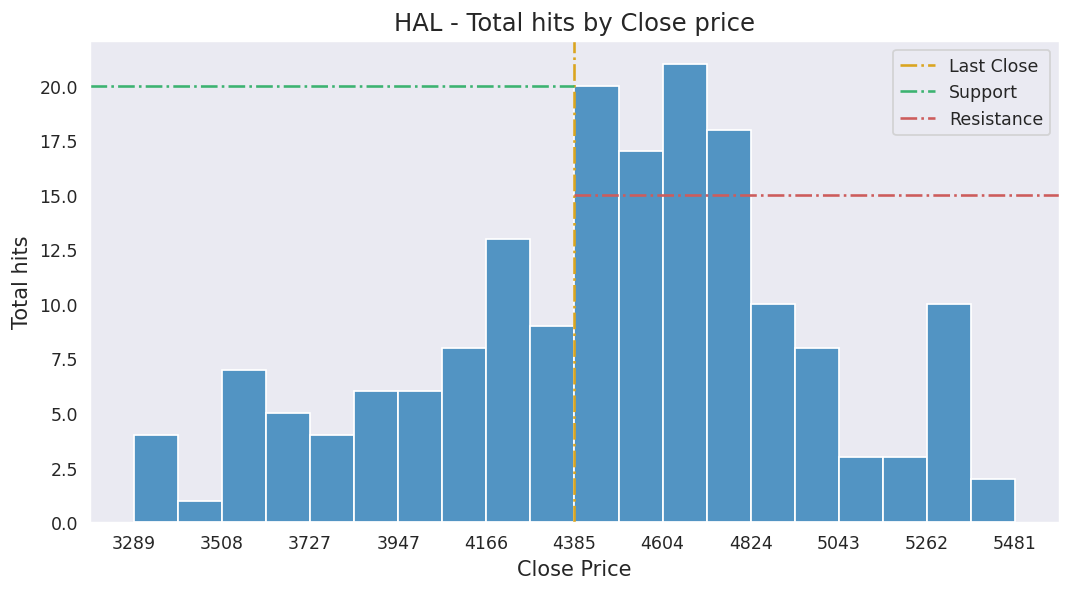 HAL - Total hits by Close price
Last Close
Support
Resistance
Total hits
20.0
17.5
15.0
12.5
10.0
7.5
5.0
2.5
0.0
3289 3508 3727 3947 4166 4385 4604 4824 5043 5262 5481
Close Price